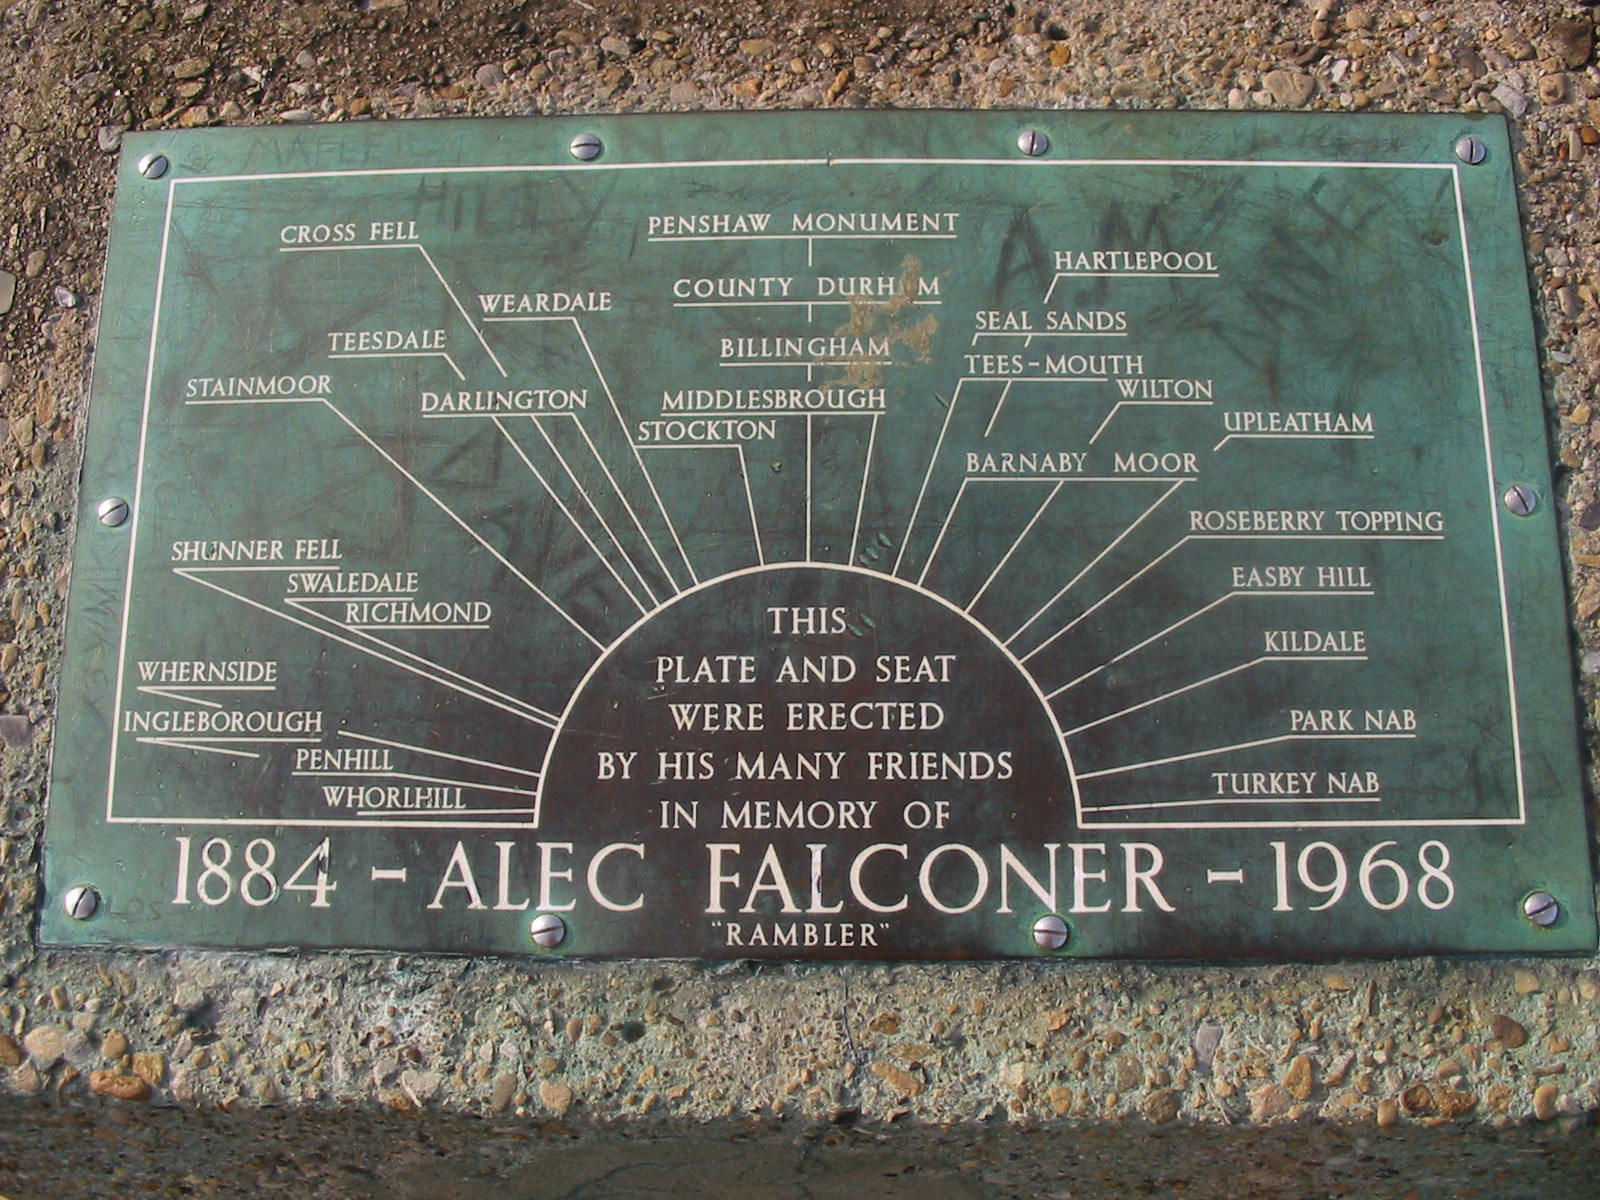 CROSS FELL
PENSHAW MONUMENT
HARTLEPOOL
WEARDALE
COUNTY DURHAM
SEAL SANDS
TEESDALE
BILLINGHAM
TEES-MOUTH
STAINMOOR
DARLINGTON
MIDDLESBROUGH
WILTON
STOCKTON
UPLEATHAM
BARNABY MOOR
ROSEBERRY TOPPING
SHUNNER FELL
SWALEDALE
RICHMOND
EASBY HILL
KILDALE
WHERNSIDE
INGLEBOROUGH
PARK NAB
PENHILL
WHORLHILL
TURKEY NAB
THIS
PLATE AND SEAT
WERE ERECTED
BY HIS MANY FRIENDS
IN MEMORY OF
1884 - ALEC FALCONER - 1968
"RAMBLER"